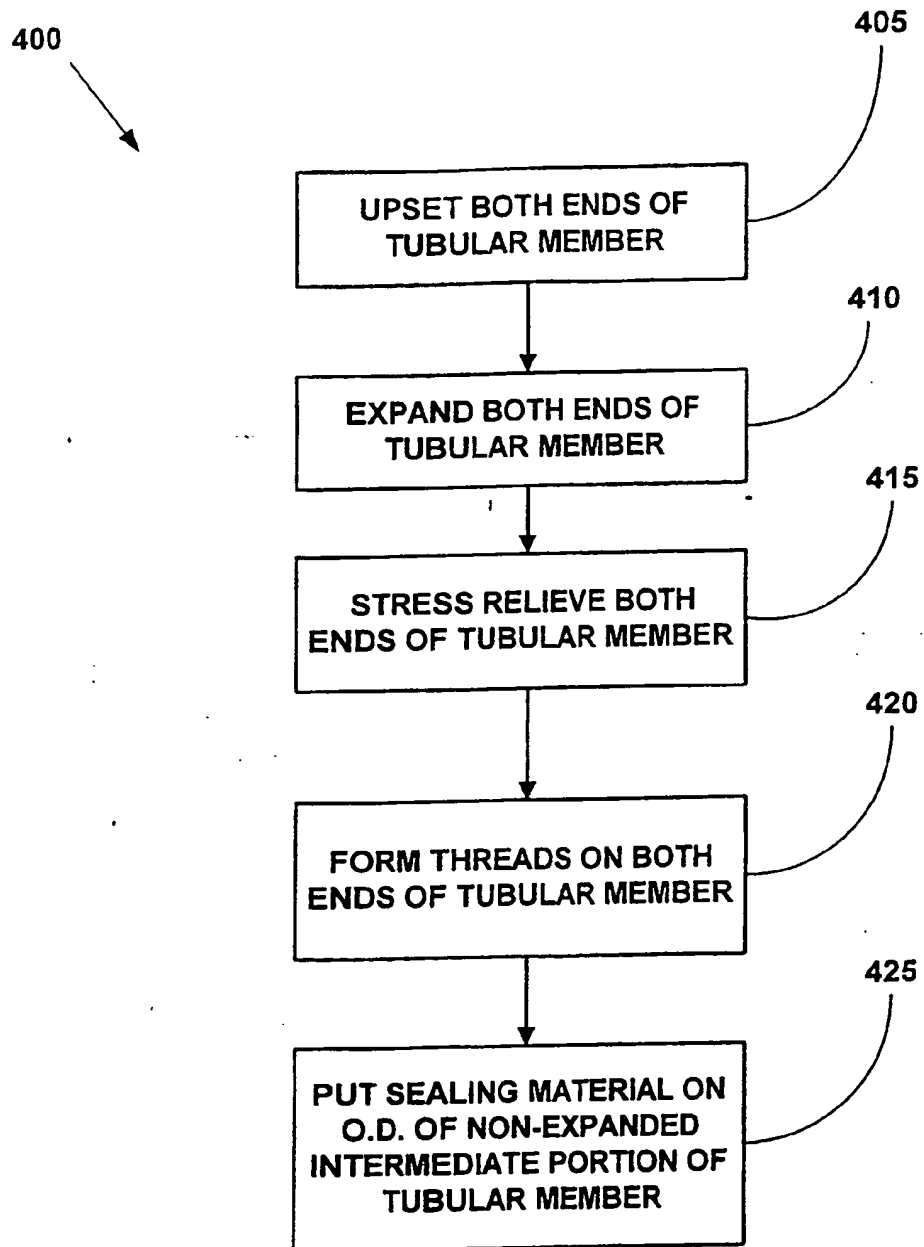 400
405
UPSET BOTH ENDS OF
TUBULAR MEMBER
410
EXPAND BOTH ENDS OF
TUBULAR MEMBER
415
STRESS RELIEVE BOTH
ENDS OF TUBULAR MEMBER
420
FORM THREADS ON BOTH
ENDS OF TUBULAR MEMBER
425
PUT SEALING MATERIAL ON
O.D. OF NON-EXPANDED
INTERMEDIATE PORTION OF
TUBULAR MEMBER